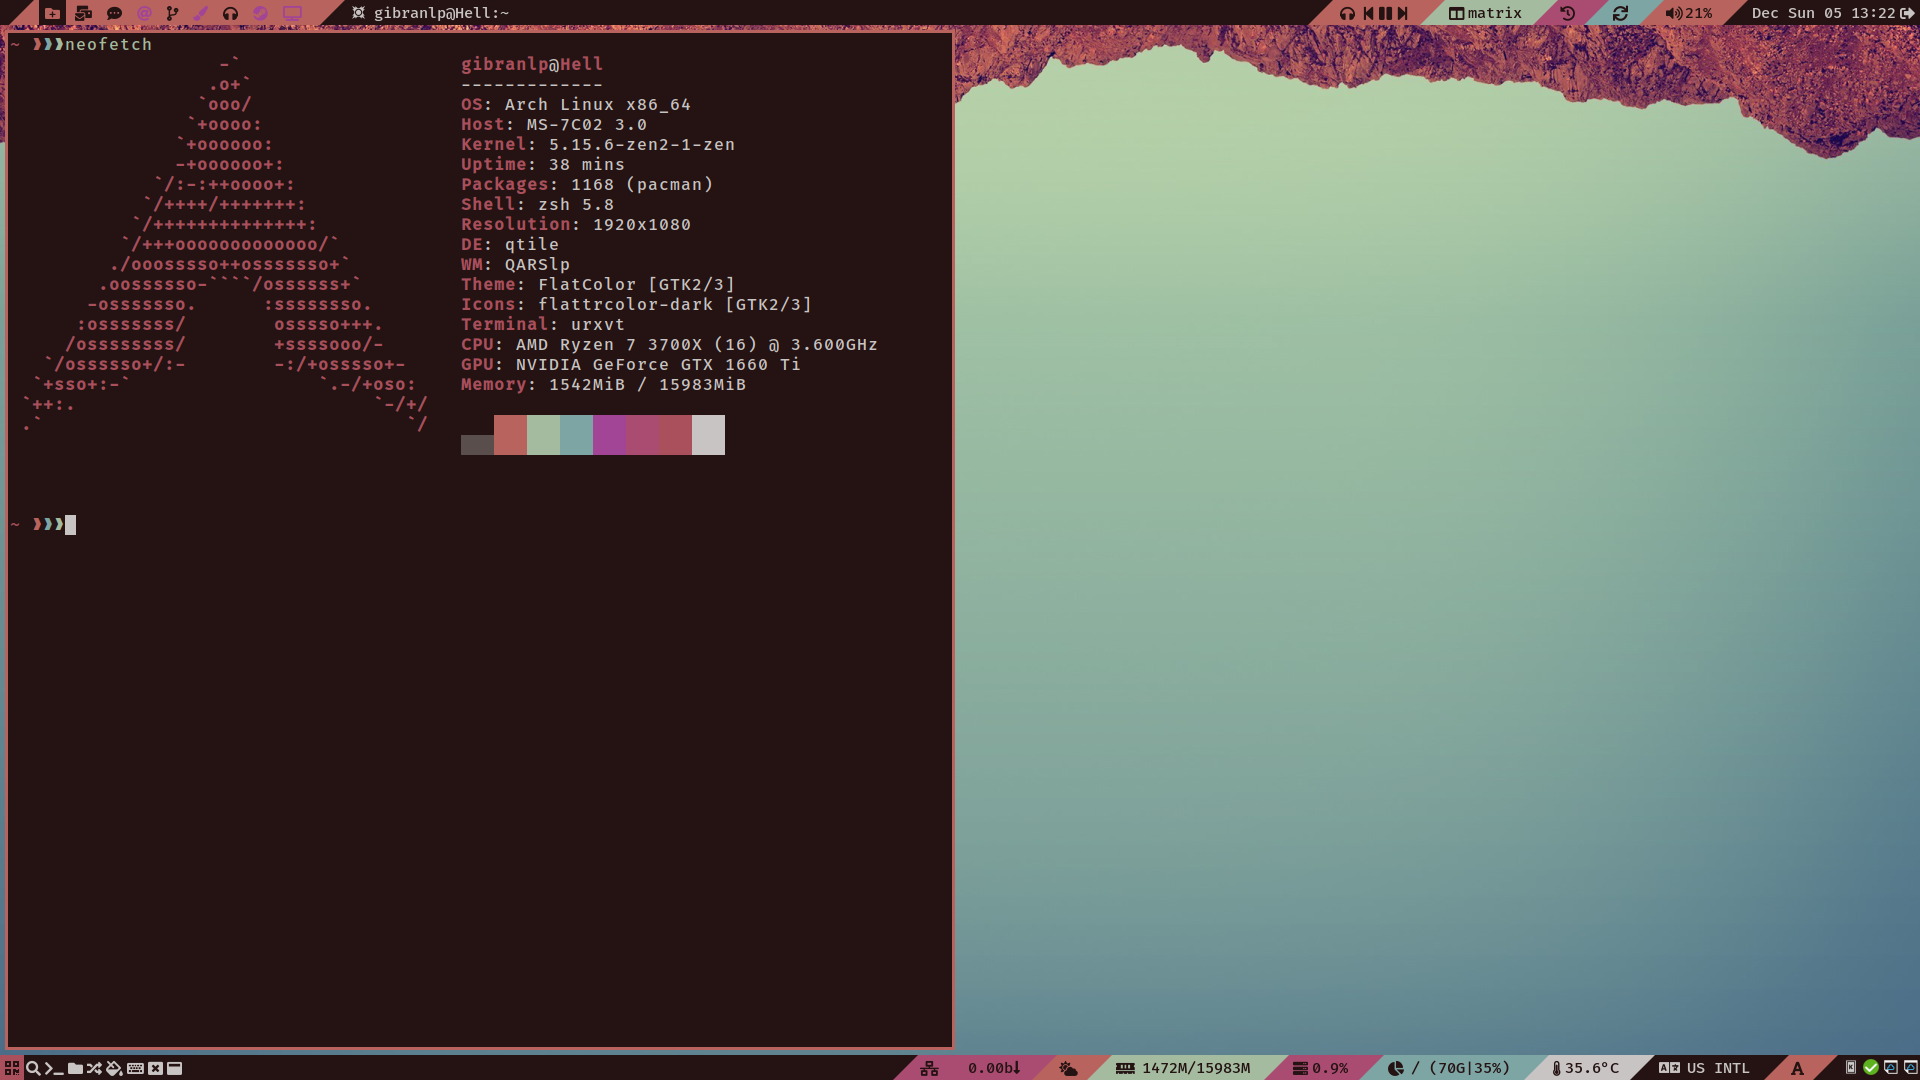 gibranlp@Hell:~
matrix
21%
Dec Sun 05 13:22
~ ❱❱❱neofetch
gibranlp@Hell
-------------
OS: Arch Linux x86_64
Host: MS-7C02 3.0
Kernel: 5.15.6-zen2-1-zen
Uptime: 38 mins
Packages: 1168 (pacman)
Shell: zsh 5.8
Resolution: 1920x1080
DE: qtile
WM: QARSlp
Theme: FlatColor [GTK2/3]
Icons: flattrcolor-dark [GTK2/3]
Terminal: urxvt
CPU: AMD Ryzen 7 3700X (16) @ 3.600GHz
GPU: NVIDIA GeForce GTX 1660 Ti
Memory: 1542MiB / 15983MiB
~ ❱❱❱
0.00b↓
1472M/15983M
0.9%
/ (70G|35%)
35.6°C
US INTL
A